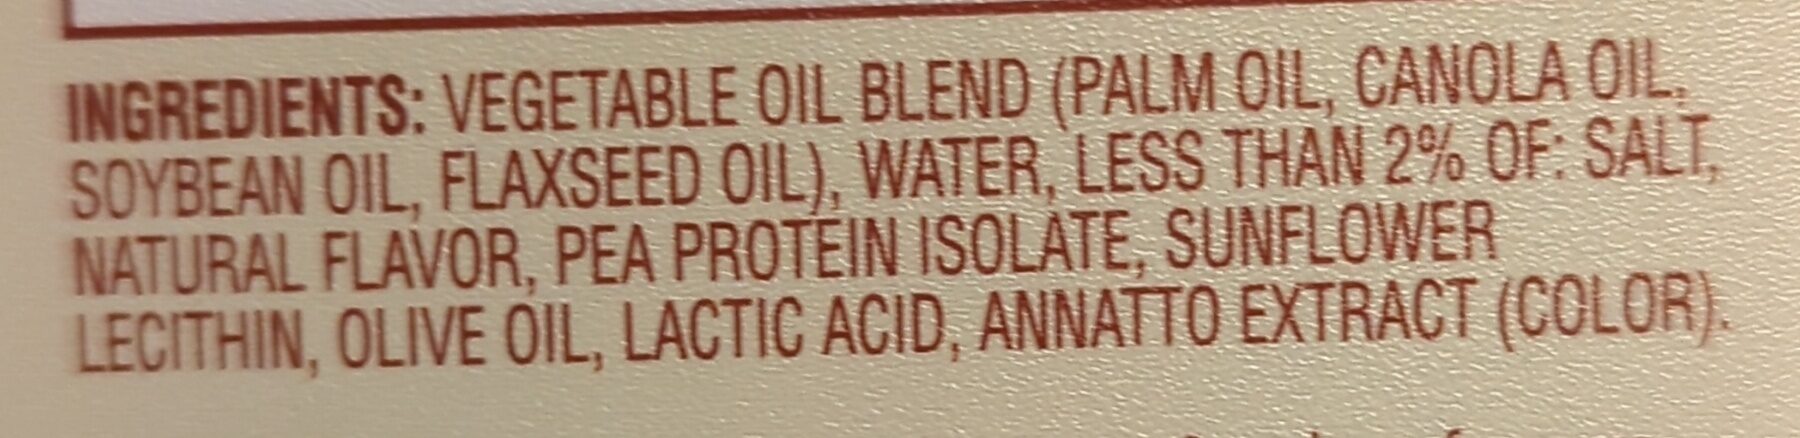 INGREDIENTS: VEGETABLE OIL BLEND (PALM OIL, CANOLA OIL,
SOYBEAN OIL, FLAXSEED OIL), WATER, LESS THAN 2% OF: SALT,
NATURAL FLAVOR, PEA PROTEIN ISOLATE, SUNFLOWER
LECITHIN, OLIVE OIL, LACTIC ACID, ANNATTO EXTRACT (COLOR).